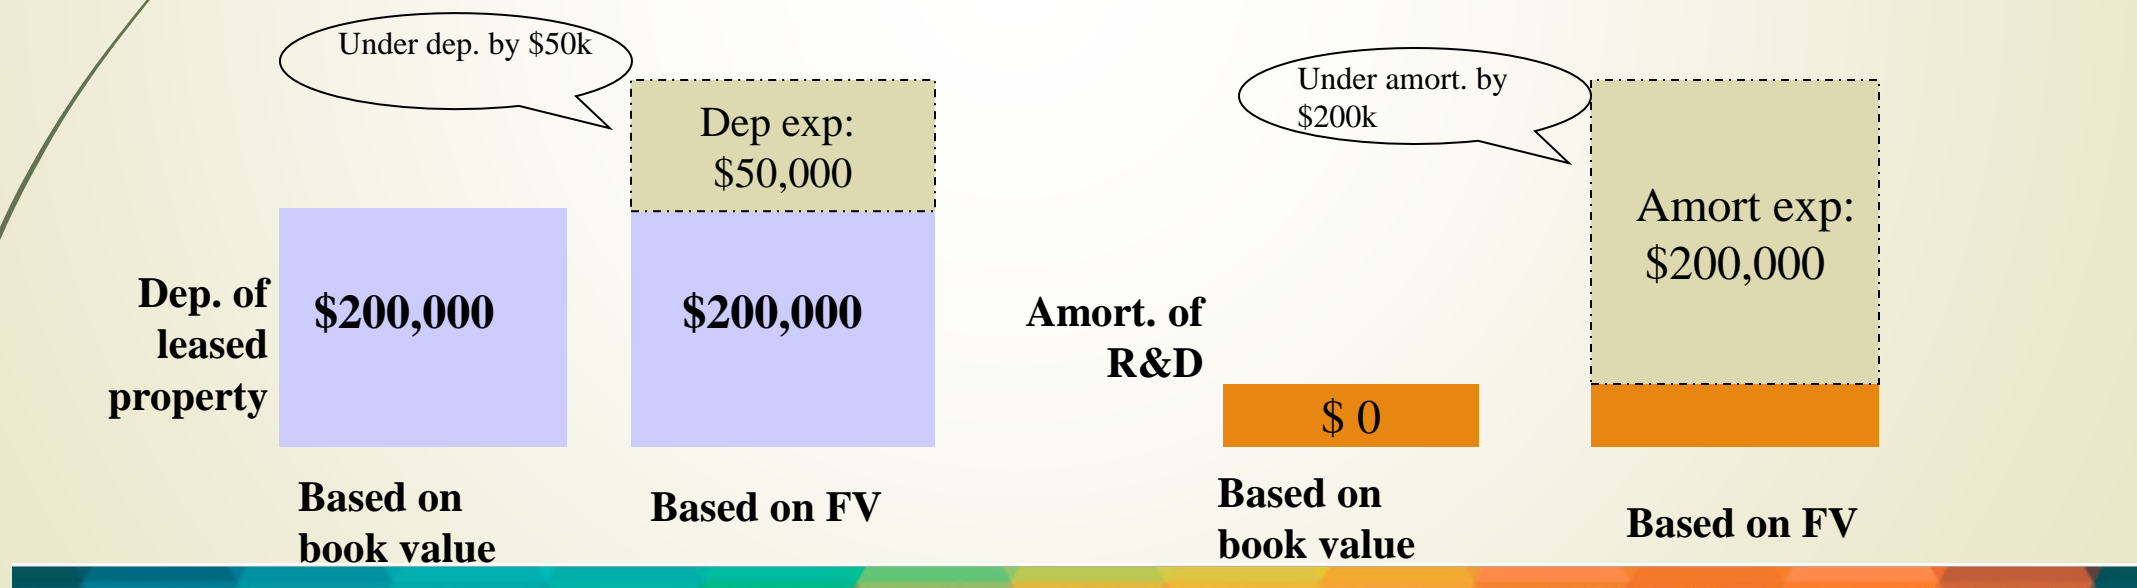 Under dep. by $50k
Dep exp:
$50,000
Dep. of
leased
property
$200,000
$200,000
Based on
book value
Based on FV
Under amort. by
$200k
Amort exp:
$200,000
Amort. of
R&D
$ 0
Based on
book value
Based on FV